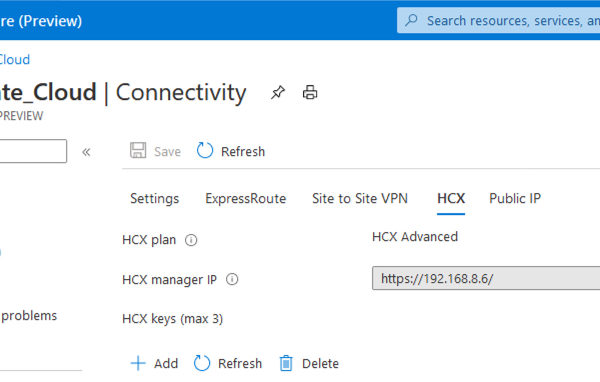 re (Preview)
Search resources, services, an
Cloud
te_Cloud | Connectivity
PREVIEW
«
Save Refresh
Settings ExpressRoute Site to Site VPN HCX Public IP
HCX plan HCX Advanced
HCX manager IP https://192.168.8.6/
problems
HCX keys (max 3)
Add Refresh Delete